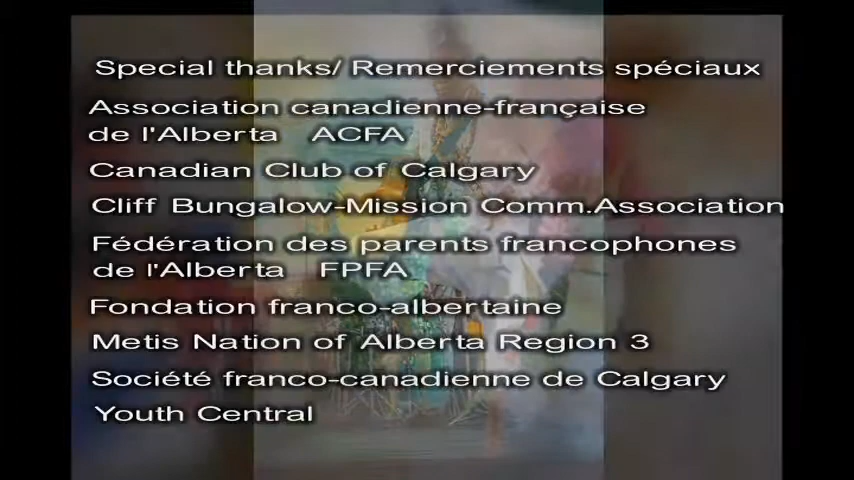 Special thanks/ Remerciements spéciaux
Association canadienne-française
de l'Alberta ACFA
Canadian Club of Calgary
Cliff Bungalow-Mission Comm.Association
Fédération des parents francophones
de l'Alberta FPFA
Fondation franco-albertaine
Metis Nation of Alberta Region 3
Société franco-canadienne de Calgary
Youth Central